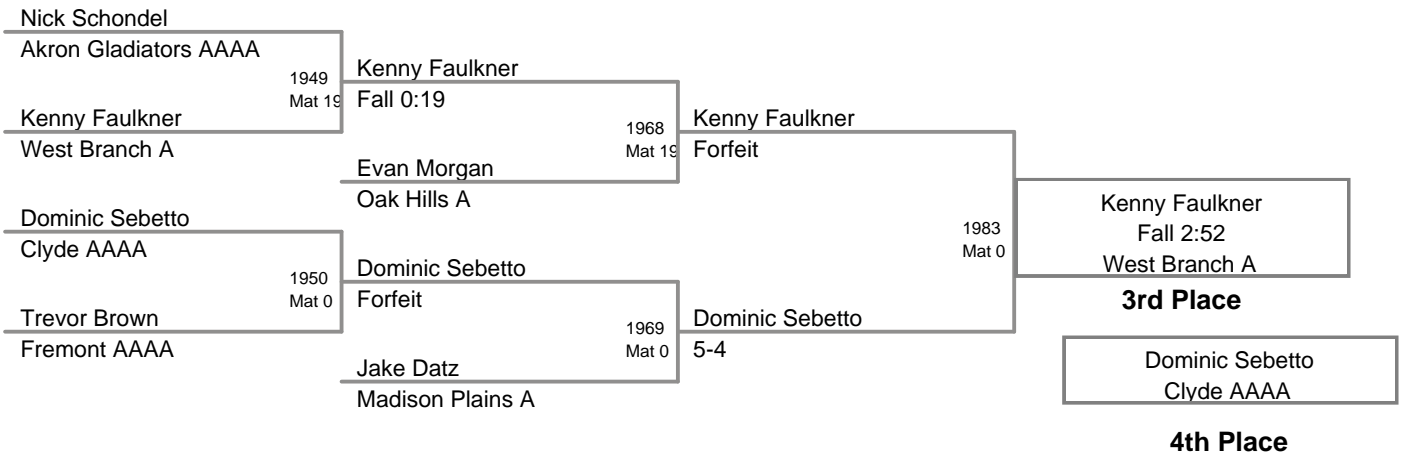 Nick Schondel
Akron Gladiators AAAA
1949
Mat 19
Kenny Faulkner
Fall 0:19
Kenny Faulkner
West Branch A
1968
Mat 19
Kenny Faulkner
Forfeit
Evan Morgan
Oak Hills A
Dominic Sebetto
Clyde AAAA
1950
Mat 0
Dominic Sebetto
Forfeit
Trevor Brown
Fremont AAAA
1969
Mat 0
Dominic Sebetto
5-4
Jake Datz
Madison Plains A
1983
Mat 0
Kenny Faulkner
Fall 2:52
West Branch A
3rd Place
Dominic Sebetto
Clyde AAAA
4th Place